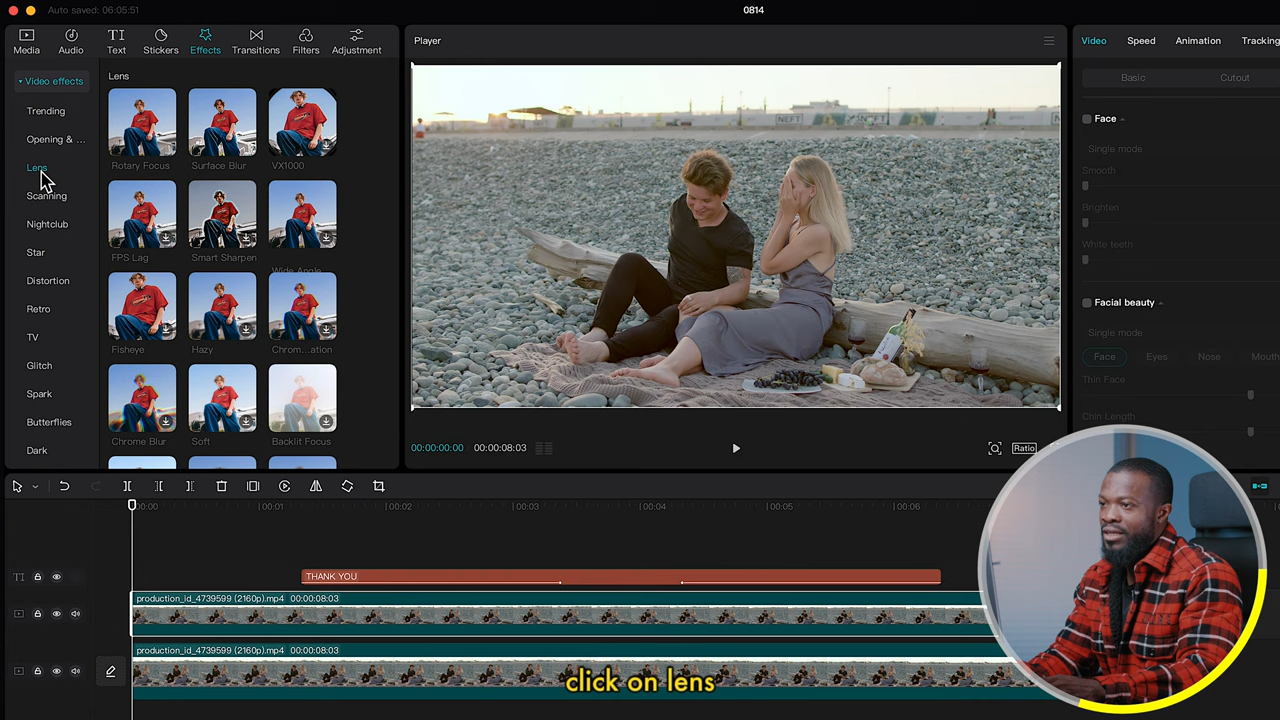 Auto saved: 06:05:51
0814
Media
Audio
Text
Stickers
Effects
Transitions
Filters
Adjustment
Video effects
Trending
Opening & ...
Lens
Scanning
Nightclub
Star
Distortion
Retro
TV
Glitch
Spark
Butterflies
Dark
Lens
Rotary Focus
Surface Blur
VX1000
FPS Lag
Smart Sharpen
Wide Angle
Fisheye
Hazy
Chrom...ation
Chrome Blur
Soft
Backlit Focus
Player
NEFT
00:00:00:00
00:00:08:03
Ratio
Video
Speed
Animation
Tracking
Basic
Cutout
Face
Single mode
Smooth
Brighten
White teeth
Facial beauty
Single mode
Face
Eyes
Nose
Mouth
Thin Face
Chin Length
00:00
00:01
00:02
00:03
00:04
00:05
00:06
THANK YOU
production_id_4739599 (2160p).mp4 00:00:08:03
production_id_4739599 (2160p).mp4 00:00:08:03
click on lens